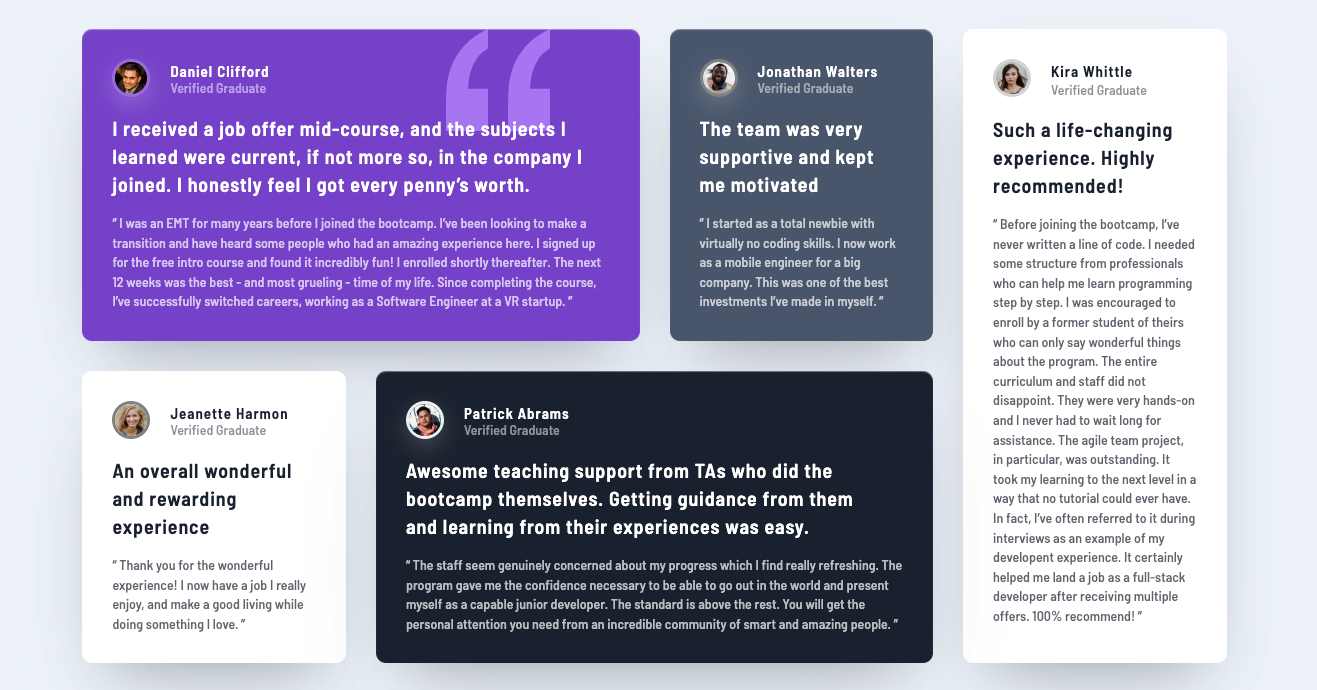 Daniel Clifford
Verified Graduate
I received a job offer mid-course, and the subjects I
learned were current, if not more so, in the company I
joined. I honestly feel I got every penny’s worth.
“ I was an EMT for many years before I joined the bootcamp. I’ve been looking to make a
transition and have heard some people who had an amazing experience here. I signed up
for the free intro course and found it incredibly fun! I enrolled shortly thereafter. The next
12 weeks was the best - and most grueling - time of my life. Since completing the course,
I’ve successfully switched careers, working as a Software Engineer at a VR startup. ”
Jonathan Walters
Verified Graduate
The team was very
supportive and kept
me motivated
“ I started as a total newbie with
virtually no coding skills. I now work
as a mobile engineer for a big
company. This was one of the best
investments I’ve made in myself. ”
Kira Whittle
Verified Graduate
Such a life-changing
experience. Highly
recommended!
“ Before joining the bootcamp, I’ve
never written a line of code. I needed
some structure from professionals
who can help me learn programming
step by step. I was encouraged to
enroll by a former student of theirs
who can only say wonderful things
about the program. The entire
curriculum and staff did not
disappoint. They were very hands-on
and I never had to wait long for
assistance. The agile team project,
in particular, was outstanding. It
took my learning to the next level in a
way that no tutorial could ever have.
In fact, I’ve often referred to it during
interviews as an example of my
developent experience. It certainly
helped me land a job as a full-stack
developer after receiving multiple
offers. 100% recommend! ”
Jeanette Harmon
Verified Graduate
An overall wonderful
and rewarding
experience
“ Thank you for the wonderful
experience! I now have a job I really
enjoy, and make a good living while
doing something I love. ”
Patrick Abrams
Verified Graduate
Awesome teaching support from TAs who did the
bootcamp themselves. Getting guidance from them
and learning from their experiences was easy.
“ The staff seem genuinely concerned about my progress which I find really refreshing. The
program gave me the confidence necessary to be able to go out in the world and present
myself as a capable junior developer. The standard is above the rest. You will get the
personal attention you need from an incredible community of smart and amazing people. ”